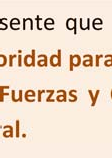 sente que
oridad para
Fuerzas y
ral.